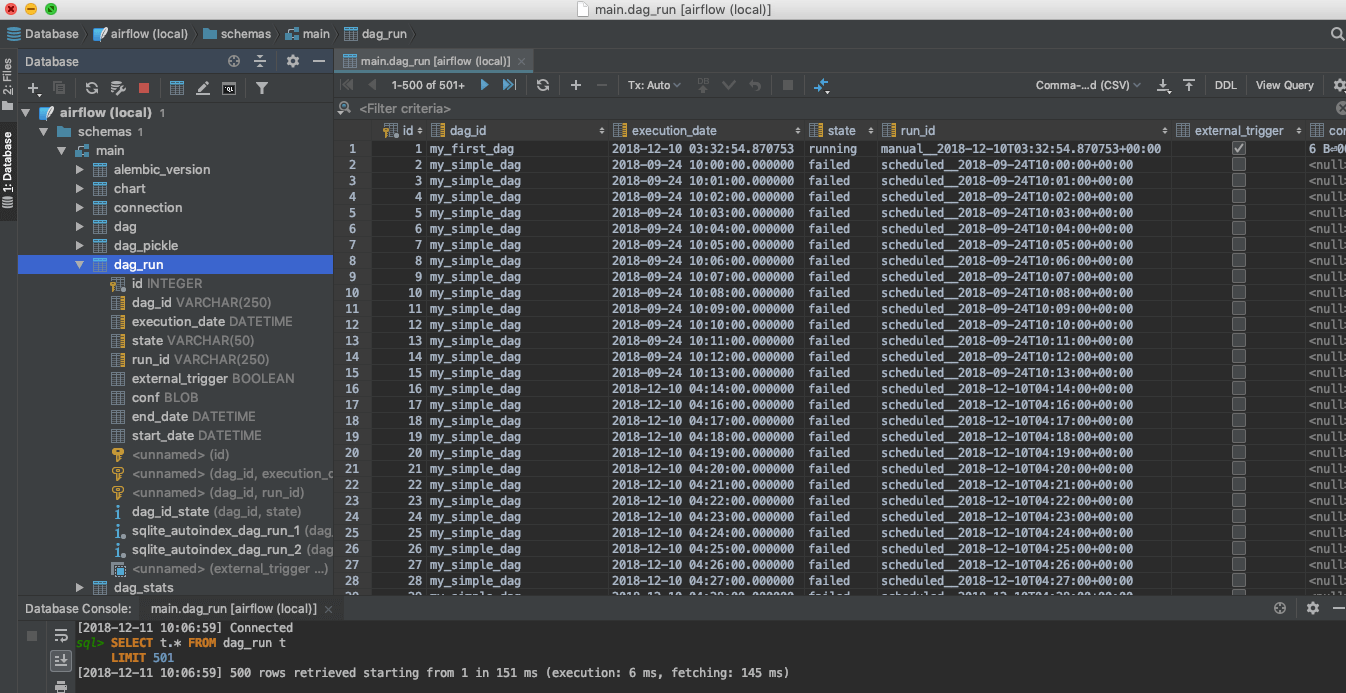 main.dag_run [airflow (local)]
Database airflow (local) schemas main dag_run
Database
main.dag_run [airflow (local)]
1-500 of 501+ Tx: Auto DB Comma-...d (CSV) DDL View Query
<Filter criteria>
2: Files
1: Database
airflow (local) 1
schemas 1
main
alembic_version
chart
connection
dag
dag_pickle
dag_run
id INTEGER
dag_id VARCHAR(250)
execution_date DATETIME
state VARCHAR(50)
run_id VARCHAR(250)
external_trigger BOOLEAN
conf BLOB
end_date DATETIME
start_date DATETIME
<unnamed> (id)
<unnamed> (dag_id, execution_d
<unnamed> (dag_id, run_id)
dag_id_state (dag_id, state)
sqlite_autoindex_dag_run_1 (dag_
sqlite_autoindex_dag_run_2 (dag
<unnamed> (external_trigger ...)
dag_stats
id dag_id execution_date state run_id external_trigger con
1 1 my_first_dag 2018-12-10 03:32:54.870753 running manual__2018-12-10T03:32:54.870753+00:00 6 B
2 2 my_simple_dag 2018-09-24 10:00:00.000000 failed scheduled__2018-09-24T10:00:00+00:00 <null>
3 3 my_simple_dag 2018-09-24 10:01:00.000000 failed scheduled__2018-09-24T10:01:00+00:00 <null>
4 4 my_simple_dag 2018-09-24 10:02:00.000000 failed scheduled__2018-09-24T10:02:00+00:00 <null>
5 5 my_simple_dag 2018-09-24 10:03:00.000000 failed scheduled__2018-09-24T10:03:00+00:00 <null>
6 6 my_simple_dag 2018-09-24 10:04:00.000000 failed scheduled__2018-09-24T10:04:00+00:00 <null>
7 7 my_simple_dag 2018-09-24 10:05:00.000000 failed scheduled__2018-09-24T10:05:00+00:00 <null>
8 8 my_simple_dag 2018-09-24 10:06:00.000000 failed scheduled__2018-09-24T10:06:00+00:00 <null>
9 9 my_simple_dag 2018-09-24 10:07:00.000000 failed scheduled__2018-09-24T10:07:00+00:00 <null>
10 10 my_simple_dag 2018-09-24 10:08:00.000000 failed scheduled__2018-09-24T10:08:00+00:00 <null>
11 11 my_simple_dag 2018-09-24 10:09:00.000000 failed scheduled__2018-09-24T10:09:00+00:00 <null>
12 12 my_simple_dag 2018-09-24 10:10:00.000000 failed scheduled__2018-09-24T10:10:00+00:00 <null>
13 13 my_simple_dag 2018-09-24 10:11:00.000000 failed scheduled__2018-09-24T10:11:00+00:00 <null>
14 14 my_simple_dag 2018-09-24 10:12:00.000000 failed scheduled__2018-09-24T10:12:00+00:00 <null>
15 15 my_simple_dag 2018-09-24 10:13:00.000000 failed scheduled__2018-09-24T10:13:00+00:00 <null>
16 16 my_simple_dag 2018-12-10 04:14:00.000000 failed scheduled__2018-12-10T04:14:00+00:00 <null>
17 17 my_simple_dag 2018-12-10 04:16:00.000000 failed scheduled__2018-12-10T04:16:00+00:00 <null>
18 18 my_simple_dag 2018-12-10 04:17:00.000000 failed scheduled__2018-12-10T04:17:00+00:00 <null>
19 19 my_simple_dag 2018-12-10 04:18:00.000000 failed scheduled__2018-12-10T04:18:00+00:00 <null>
20 20 my_simple_dag 2018-12-10 04:19:00.000000 failed scheduled__2018-12-10T04:19:00+00:00 <null>
21 21 my_simple_dag 2018-12-10 04:20:00.000000 failed scheduled__2018-12-10T04:20:00+00:00 <null>
22 22 my_simple_dag 2018-12-10 04:21:00.000000 failed scheduled__2018-12-10T04:21:00+00:00 <null>
23 23 my_simple_dag 2018-12-10 04:22:00.000000 failed scheduled__2018-12-10T04:22:00+00:00 <null>
24 24 my_simple_dag 2018-12-10 04:23:00.000000 failed scheduled__2018-12-10T04:23:00+00:00 <null>
25 25 my_simple_dag 2018-12-10 04:24:00.000000 failed scheduled__2018-12-10T04:24:00+00:00 <null>
26 26 my_simple_dag 2018-12-10 04:25:00.000000 failed scheduled__2018-12-10T04:25:00+00:00 <null>
27 27 my_simple_dag 2018-12-10 04:26:00.000000 failed scheduled__2018-12-10T04:26:00+00:00 <null>
28 28 my_simple_dag 2018-12-10 04:27:00.000000 failed scheduled__2018-12-10T04:27:00+00:00 <null>
Database Console: main.dag_run [airflow (local)]
[2018-12-11 10:06:59] Connected
sql> SELECT t.* FROM dag_run t
LIMIT 501
[2018-12-11 10:06:59] 500 rows retrieved starting from 1 in 151 ms (execution: 6 ms, fetching: 145 ms)